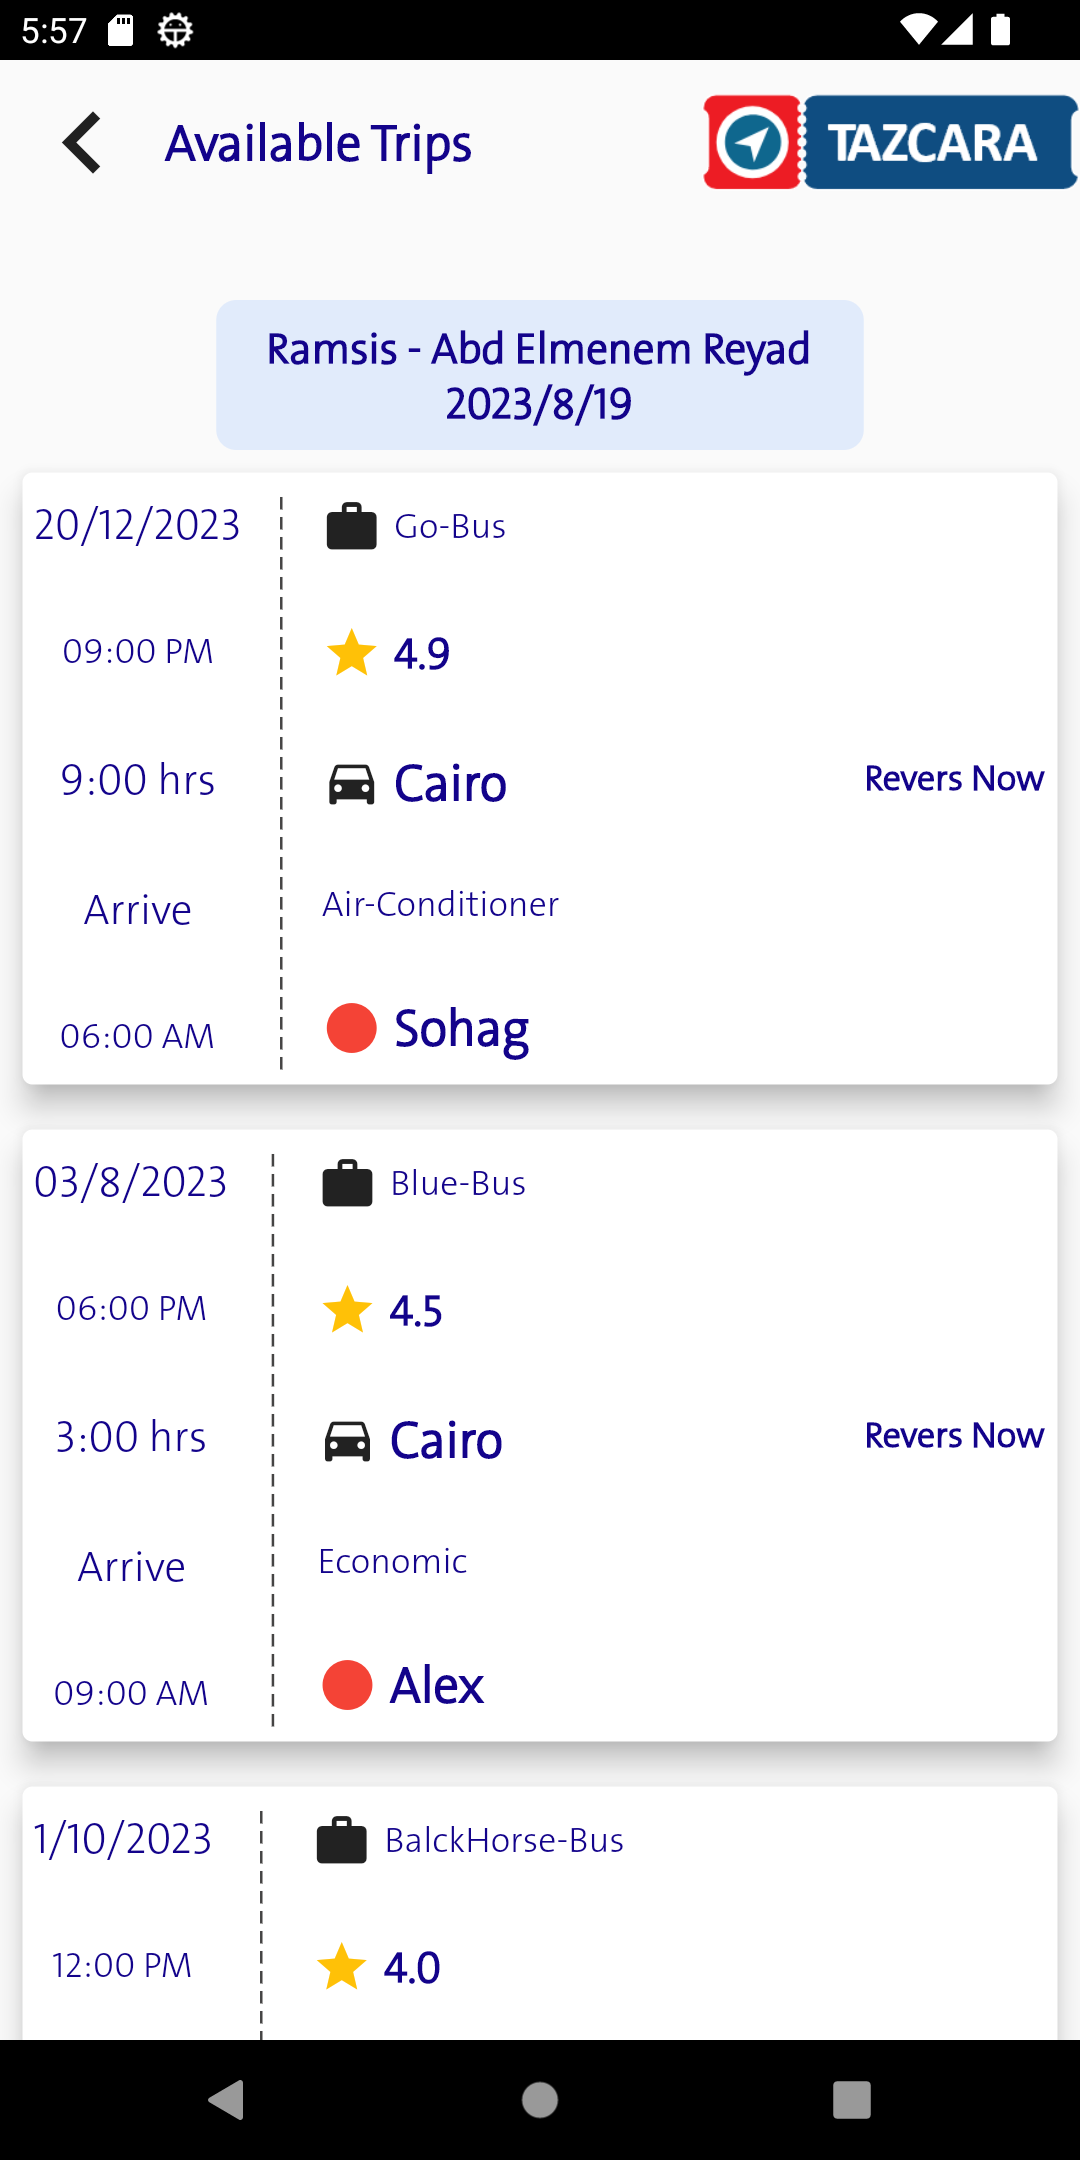 5:57
Available Trips
TAZCARA
Ramsis - Abd Elmenem Reyad
2023/8/19
20/12/2023
Go-Bus
09:00 PM
4.9
9:00 hrs
Cairo
Revers Now
Arrive
Air-Conditioner
06:00 AM
Sohag
03/8/2023
Blue-Bus
06:00 PM
4.5
3:00 hrs
Cairo
Revers Now
Arrive
Economic
09:00 AM
Alex
1/10/2023
BalckHorse-Bus
12:00 PM
4.0